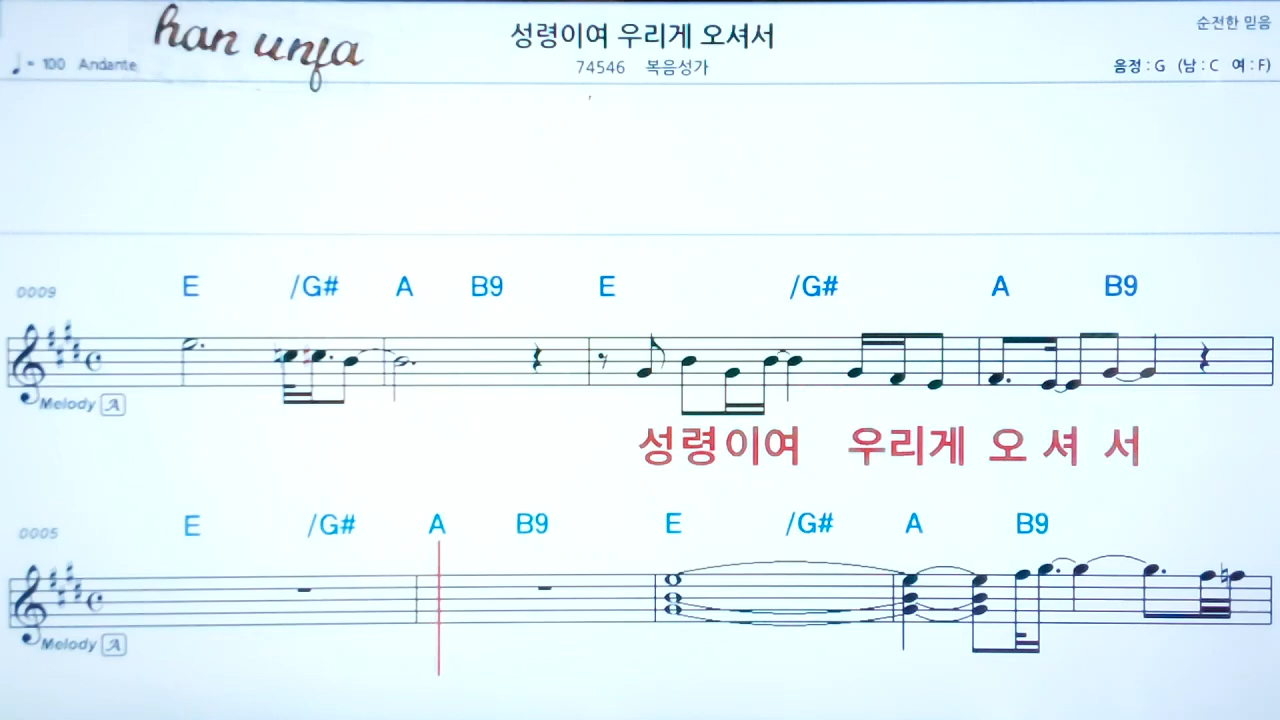 han unfa
성령이여 우리게 오셔서
순전한 믿음
♩= 100 Andante
74546 복음성가
음정 : G (남 : C 여 : F)
0009 E /G# A B9 E /G# A B9
Melody A
성령이여 우리게 오 셔 서
0005 E /G# A B9 E /G# A B9
Melody A